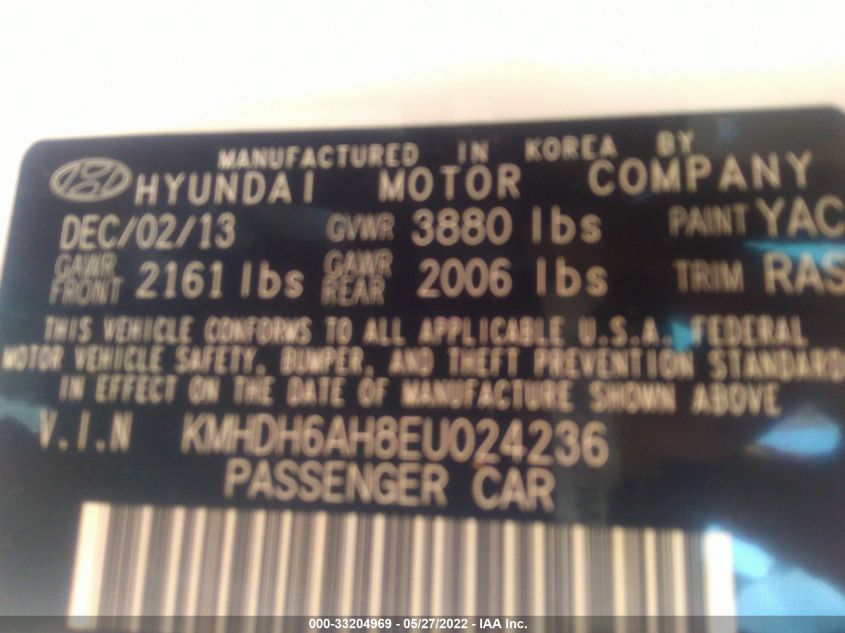 MANUFACTURED IN KOREA BY
HYUNDAI MOTOR COMPANY
DEC/02/13 GVWR 3880 lbs PAINT YAC
GAWR FRONT 2161 lbs GAWR REAR 2006 lbs TRIM RAS
THIS VEHICLE CONFORMS TO ALL APPLICABLE U.S.A. FEDERAL
MOTOR VEHICLE SAFETY, BUMPER, AND THEFT PREVENTION STANDARD
IN EFFECT ON THE DATE OF MANUFACTURE SHOWN ABOVE
V.I.N KMHDH6AH8EU024236
PASSENGER CAR
000-33204969 - 05/27/2022 - IAA Inc.